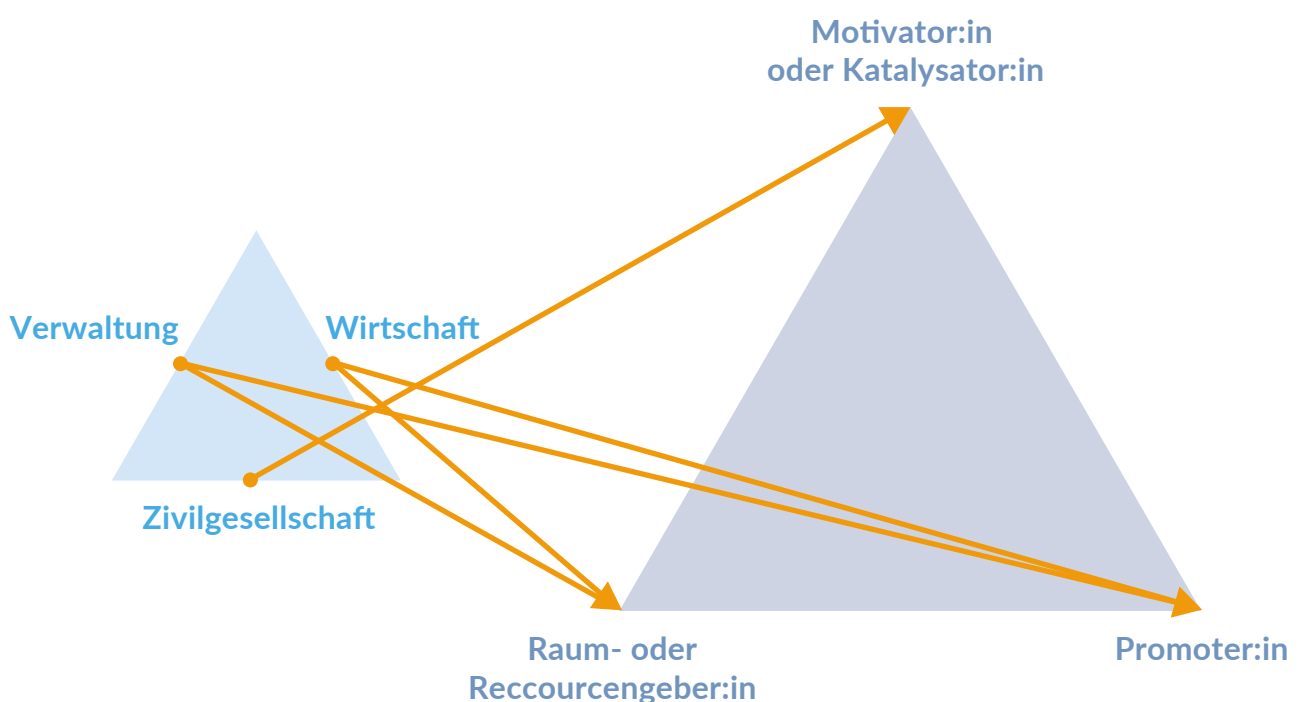 Motivator:in
oder Katalysator:in
Verwaltung
Wirtschaft
Zivilgesellschaft
Raum- oder
Reccourcengeber:in
Promoter:in